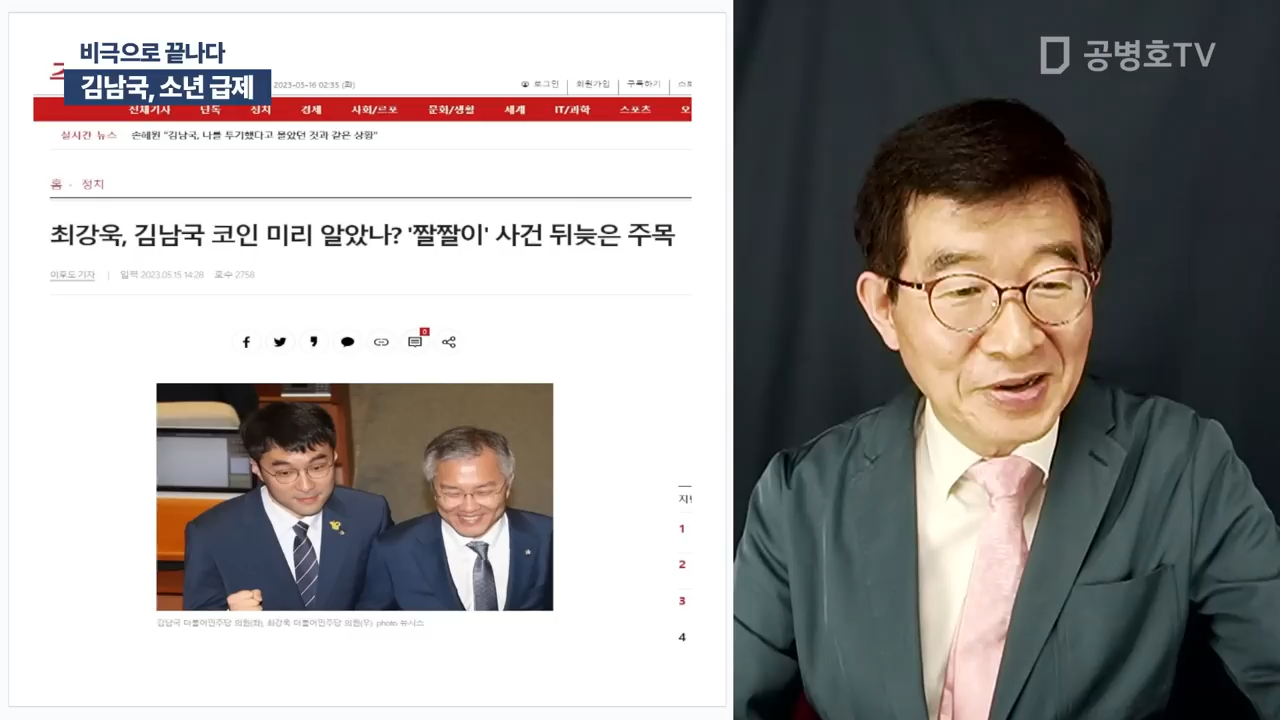 비극으로 끝나다
김남국, 소년 급제
공병호TV
2023-05-16 02:35 (화)
로그인 회원가입 구독하기
전체기사 단독 정치 경제 사회/르포 문화/생활 세계 IT/과학 스포츠
실시간 뉴스 손혜원 "김남국, 나를 투기했다고 몰았던 것과 같은 상황"
홈 · 정치
최강욱, 김남국 코인 미리 알았나? '짤짤이' 사건 뒤늦은 주목
기자 입력 2023.05.15 14:28 호수 2758
0
김남국 더불어민주당 의원(좌), 최강욱 더불어민주당 의원(우). photo 뉴시스
1
2
3
4